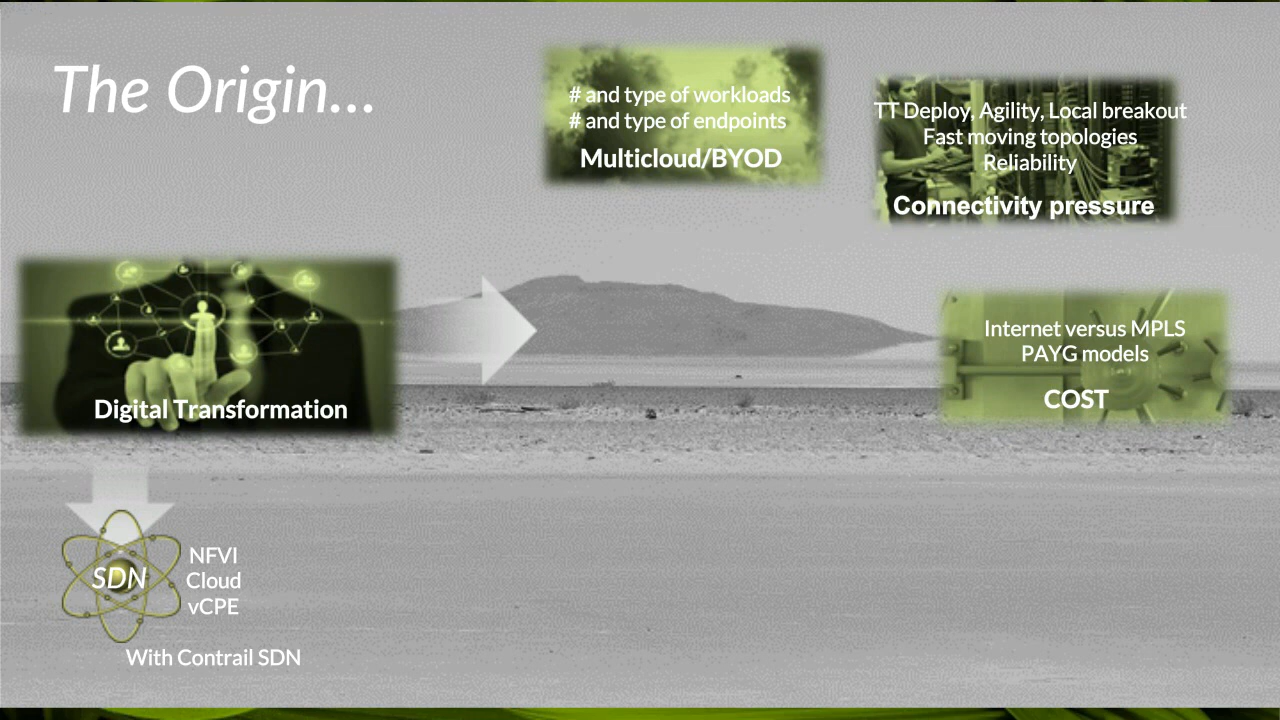 The Origin...
# and type of workloads
# and type of endpoints
Multicloud/BYOD
TT Deploy, Agility, Local breakout
Fast moving topologies
Reliability
Connectivity pressure
Internet versus MPLS
PAYG models
COST
Digital Transformation
SDN
NFVI
Cloud
vCPE
With Contrail SDN